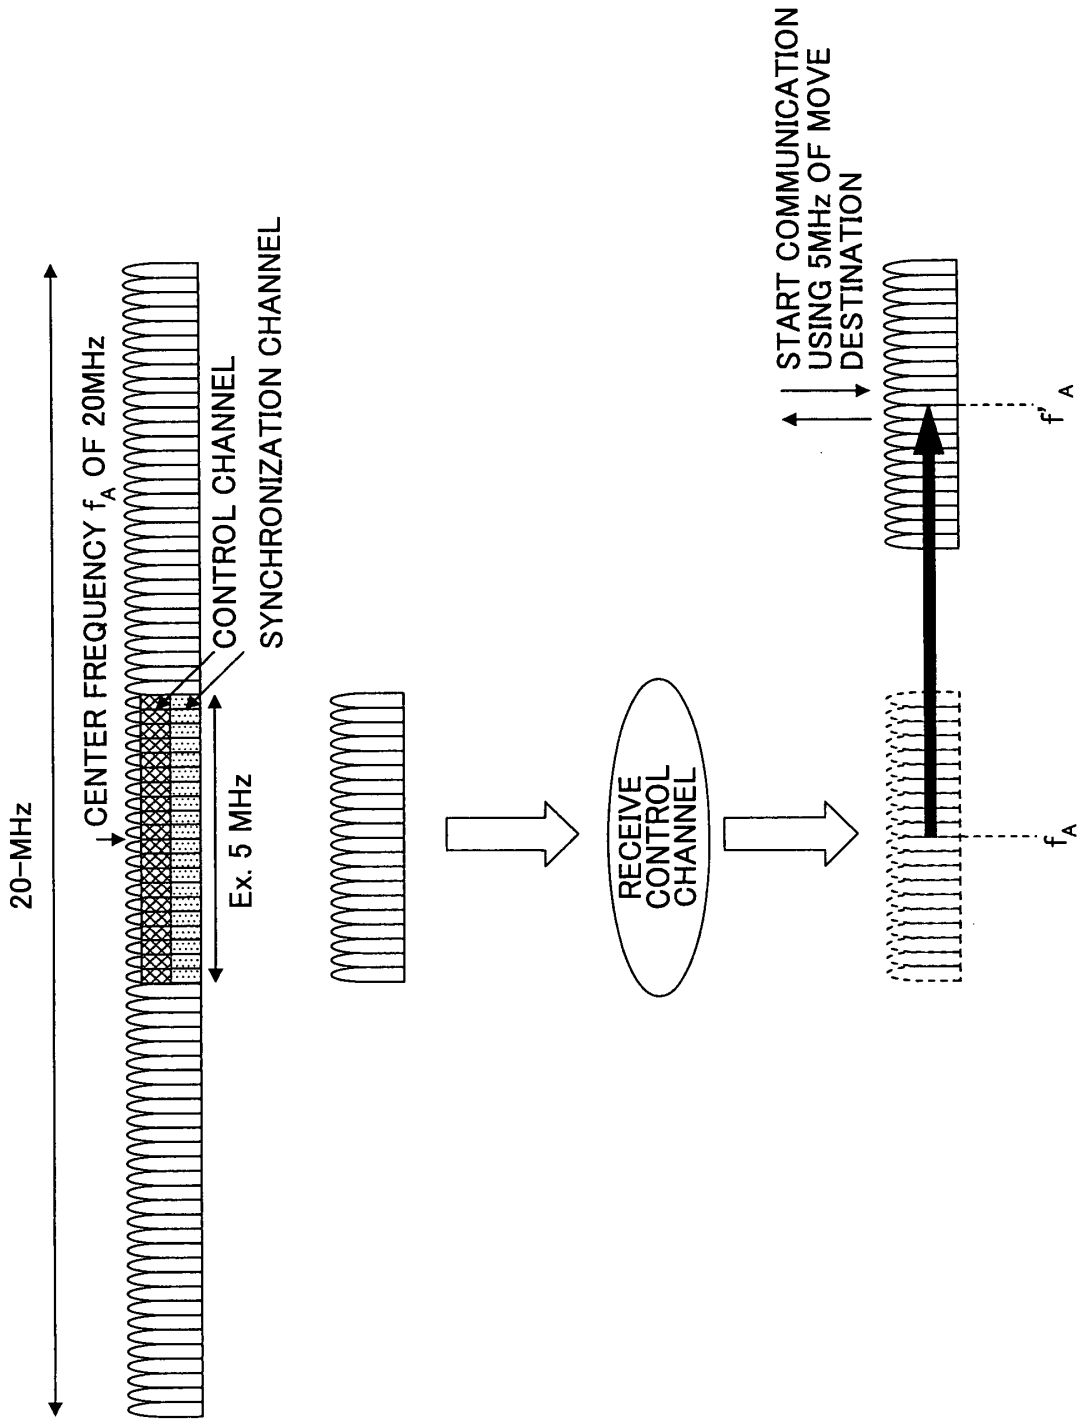 20-MHz
CENTER FREQUENCY fA OF 20MHz
CONTROL CHANNEL
SYNCHRONIZATION CHANNEL
Ex. 5 MHz
RECEIVE
CONTROL
CHANNEL
START COMMUNICATION
USING 5MHz OF MOVE
DESTINATION
fA
f'A